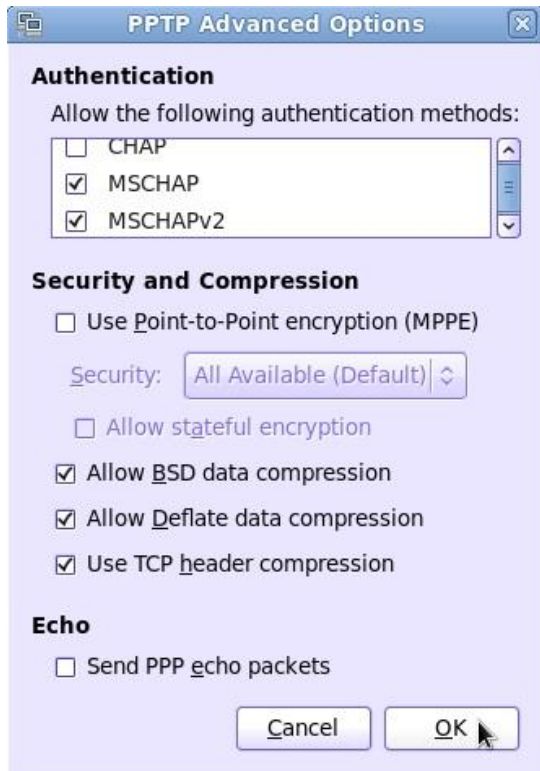 PPTP Advanced Options
Authentication
Allow the following authentication methods:
CHAP
MSCHAP
MSCHAPv2
Security and Compression
Use Point-to-Point encryption (MPPE)
Security: All Available (Default)
Allow stateful encryption
Allow BSD data compression
Allow Deflate data compression
Use TCP header compression
Echo
Send PPP echo packets
Cancel OK